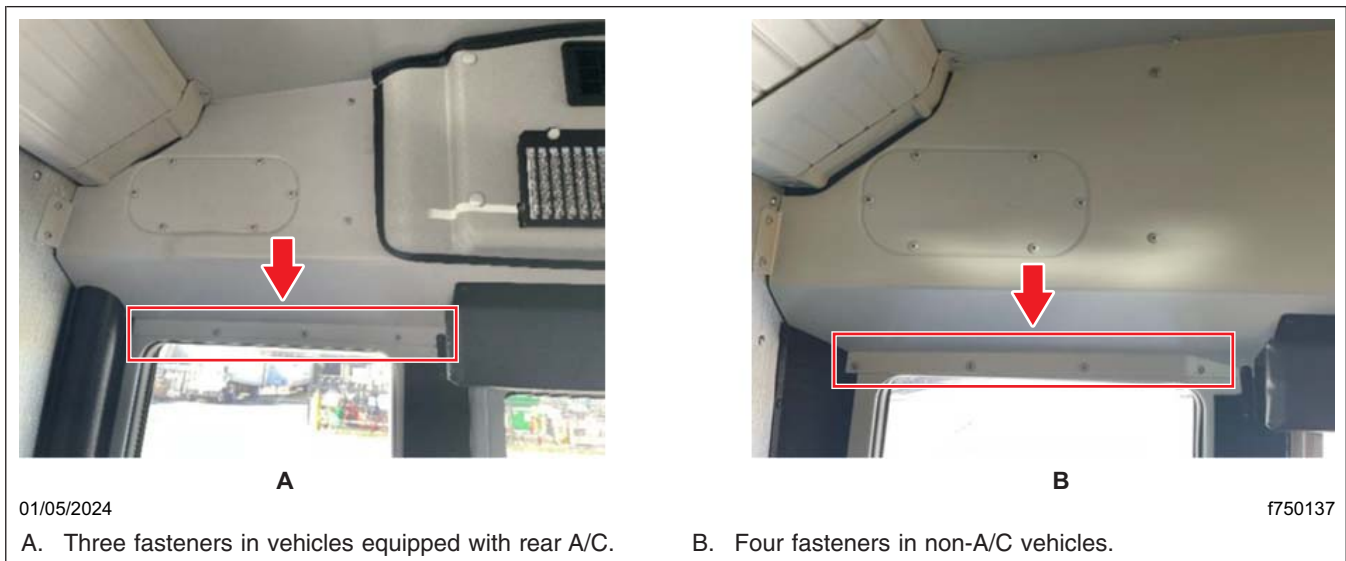 A
B
01/05/2024
f750137
A. Three fasteners in vehicles equipped with rear A/C.
B. Four fasteners in non-A/C vehicles.